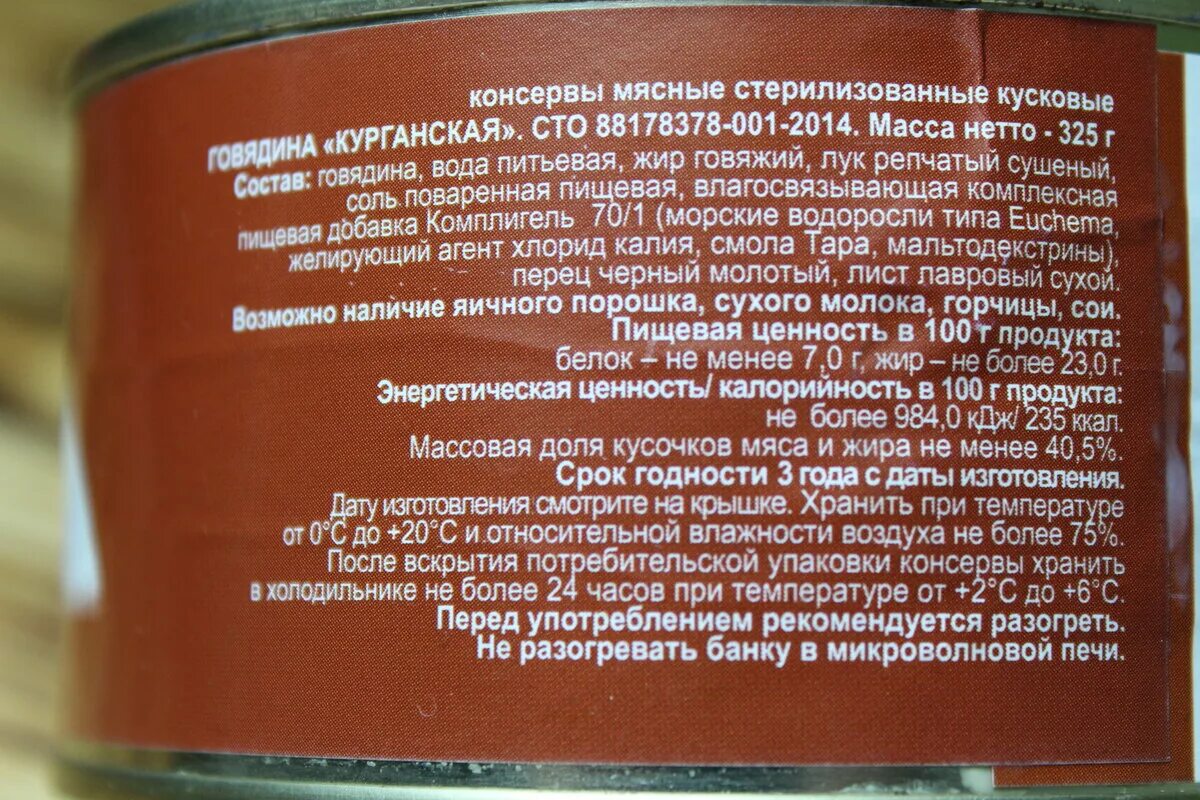 консервы мясные стерилизованные кусковые
ГОВЯДИНА «КУРГАНСКАЯ». СТО 88178378-001-2014. Масса нетто - 325 г
Состав: говядина, вода питьевая, жир говяжий, лук репчатый сушеный,
соль поваренная пищевая, влагосвязывающая комплексная
пищевая добавка Комплигель 70/1 (морские водоросли типа Euchema,
желирующий агент хлорид калия, смола Тара, мальтодекстрины),
перец черный молотый, лист лавровый сухой.
Возможно наличие яичного порошка, сухого молока, горчицы, сои.
Пищевая ценность в 100 г продукта:
белок – не менее 7,0 г, жир – не более 23,0 г.
Энергетическая ценность/ калорийность в 100 г продукта:
не более 984,0 кДж/ 235 ккал.
Массовая доля кусочков мяса и жира не менее 40,5%.
Срок годности 3 года с даты изготовления.
Дату изготовления смотрите на крышке. Хранить при температуре
от 0°С до +20°С и относительной влажности воздуха не более 75%.
После вскрытия потребительской упаковки консервы хранить
в холодильнике не более 24 часов при температуре от +2°С до +6°С.
Перед употреблением рекомендуется разогреть.
Не разогревать банку в микроволновой печи.